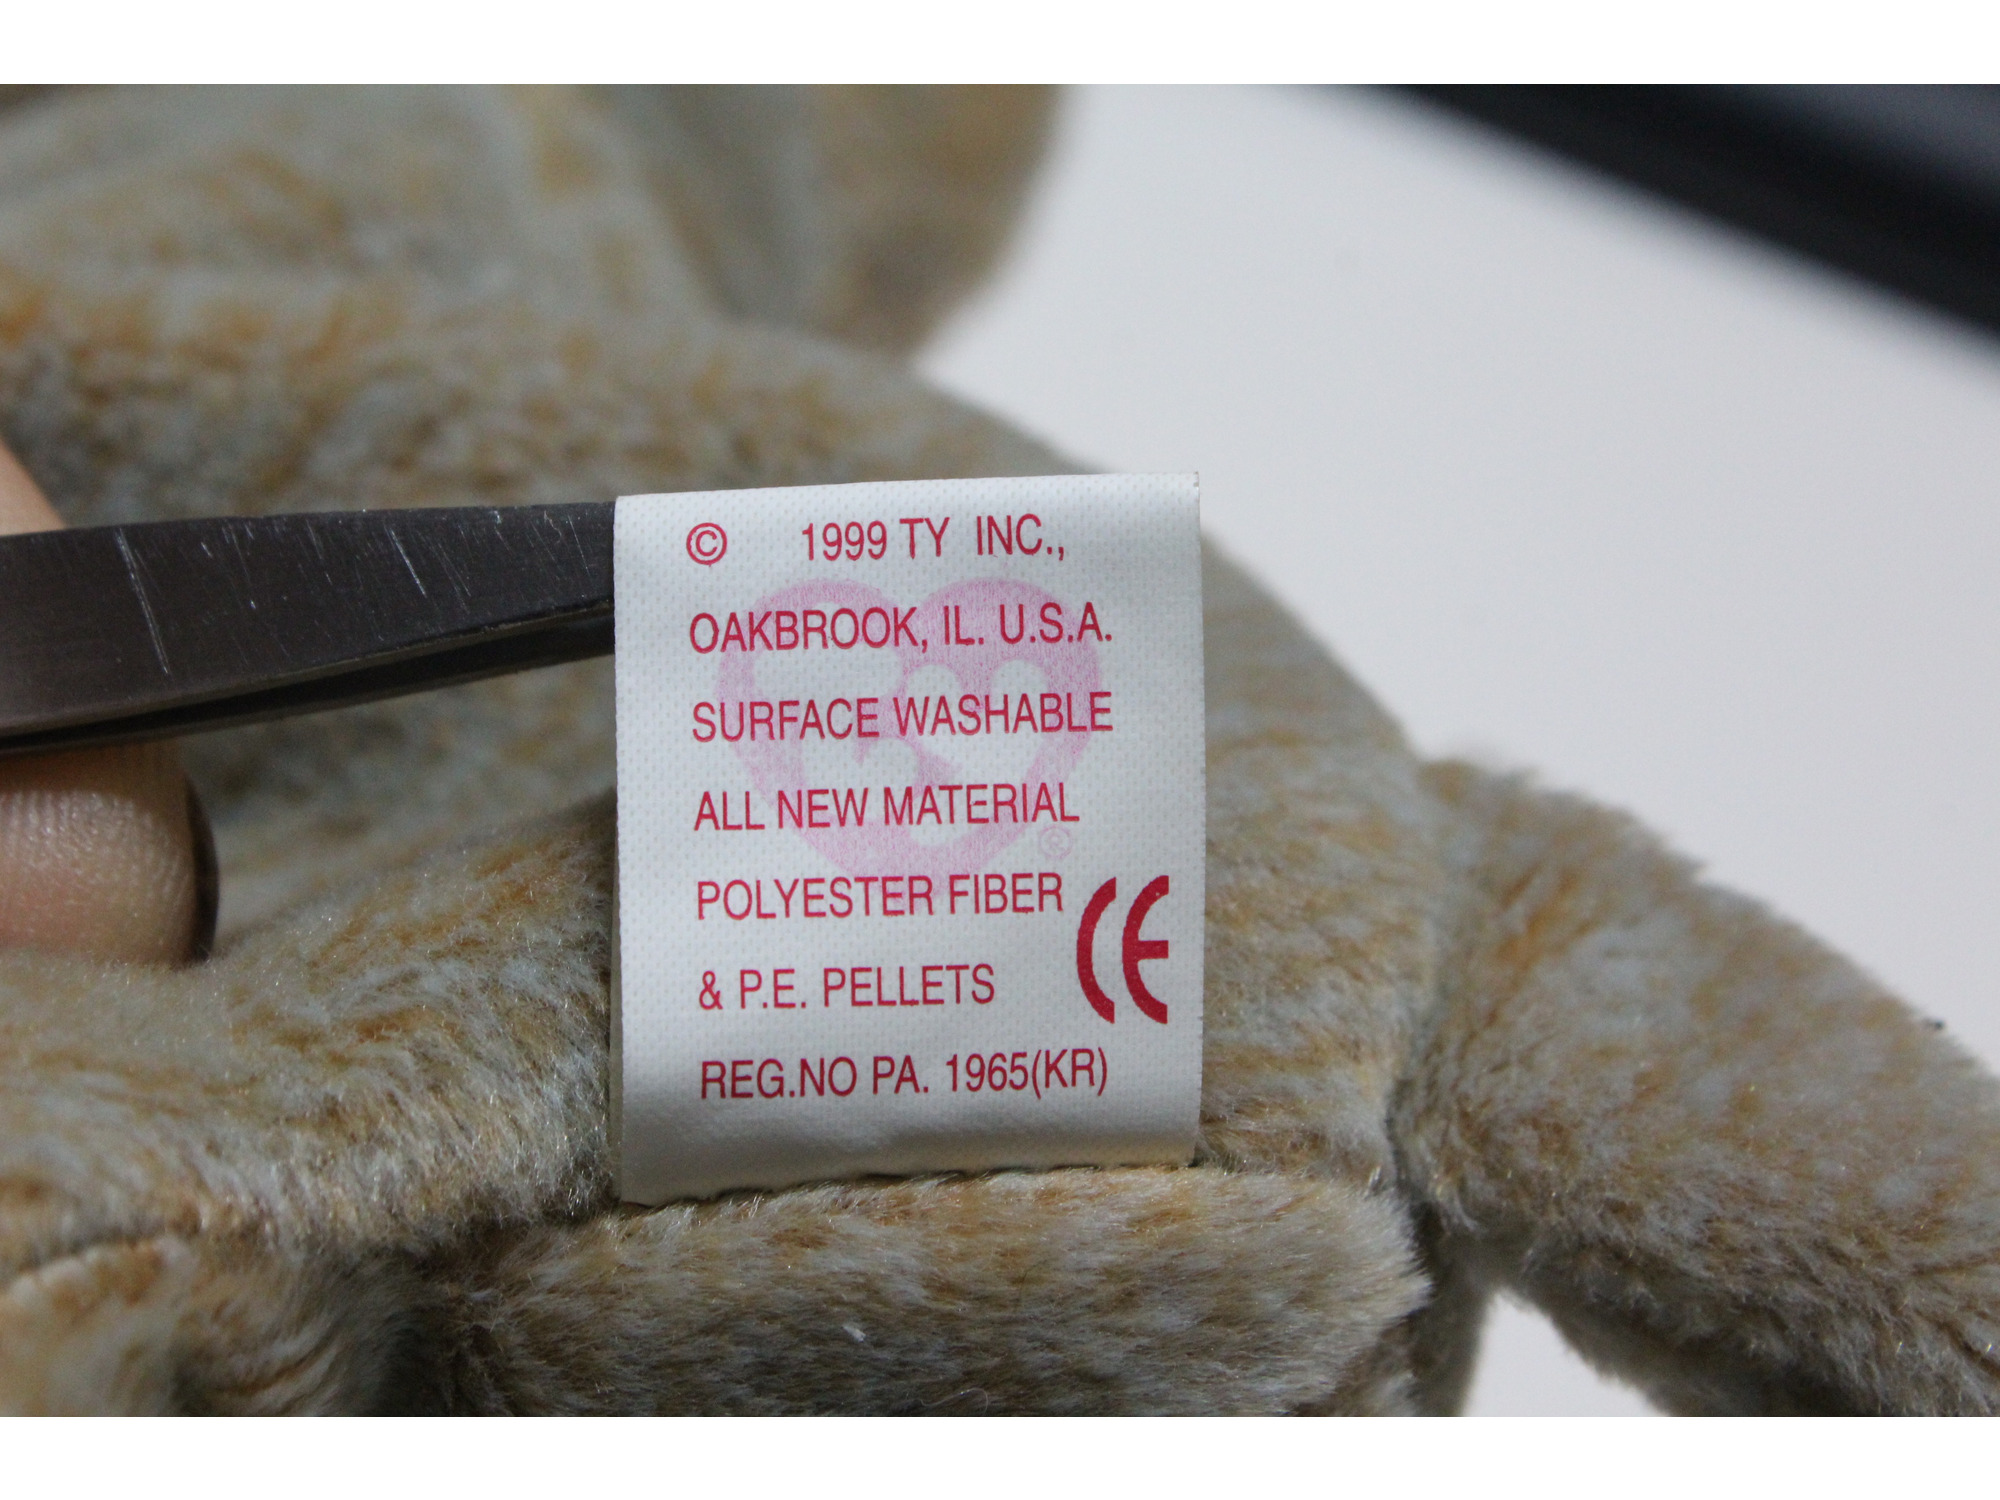 © 1999 TY INC.,
OAKBROOK, IL. U.S.A.
SURFACE WASHABLE
ALL NEW MATERIAL
POLYESTER FIBER
& P.E. PELLETS
CE
REG.NO PA. 1965(KR)